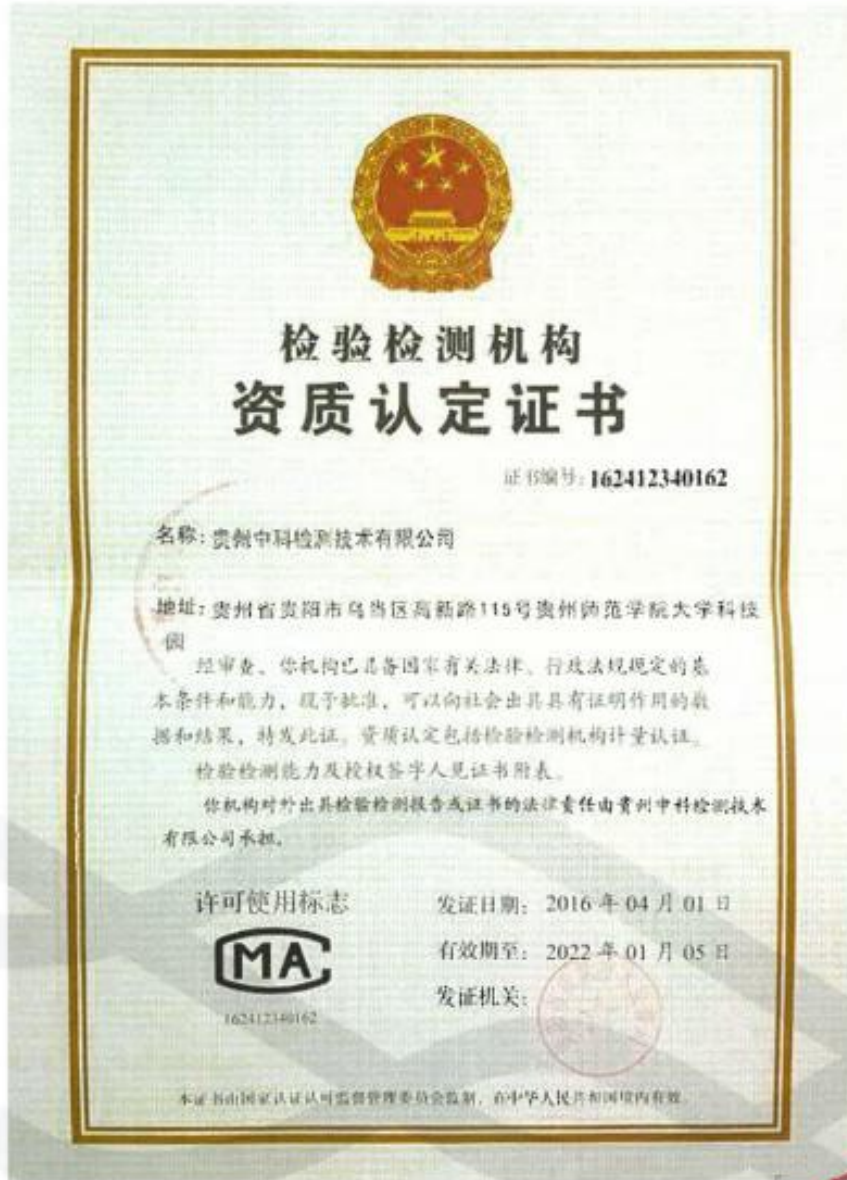 检验检测机构
资质认定证书
证书编号：162412340162
名称：贵州中科检测技术有限公司
地址：贵州省贵阳市乌当区高新路115号贵州师范学院大学科技
园
经审查，你机构已具备国家有关法律、行政法规规定的基
本条件和能力，现予批准，可以向社会出具具有证明作用的数
据和结果，特发此证。资质认定包括检验检测机构计量认证。
检验检测能力及授权签字人见证书附表。
你机构对外出具检验检测报告或证书的法律责任由贵州中科检测技术
有限公司承担。
许可使用标志
发证日期：2016 年 04 月 01 日
有效期至：2022 年 01 月 05 日
发证机关：
MA
162412340162
本证书由国家认证认可监督管理委员会监制，在中华人民共和国境内有效。